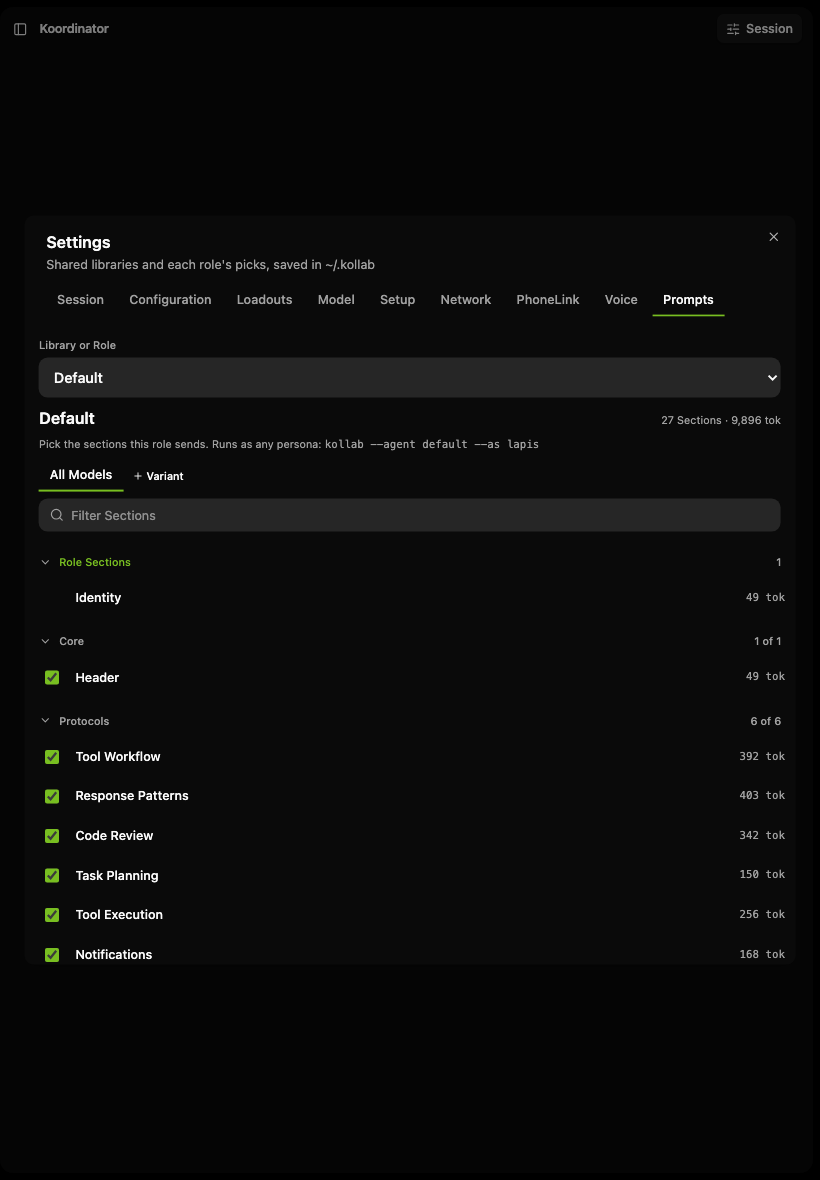 Koordinator Session
Settings
Shared libraries and each role's picks, saved in ~/.kollab
Session Configuration Loadouts Model Setup Network PhoneLink Voice Prompts
Library or Role
Default
Default 27 Sections · 9,896 tok
Pick the sections this role sends. Runs as any persona: kollab --agent default --as lapis
All Models + Variant
Filter Sections
Role Sections 1
Identity 49 tok
Core 1 of 1
Header 49 tok
Protocols 6 of 6
Tool Workflow 392 tok
Response Patterns 403 tok
Code Review 342 tok
Task Planning 150 tok
Tool Execution 256 tok
Notifications 168 tok